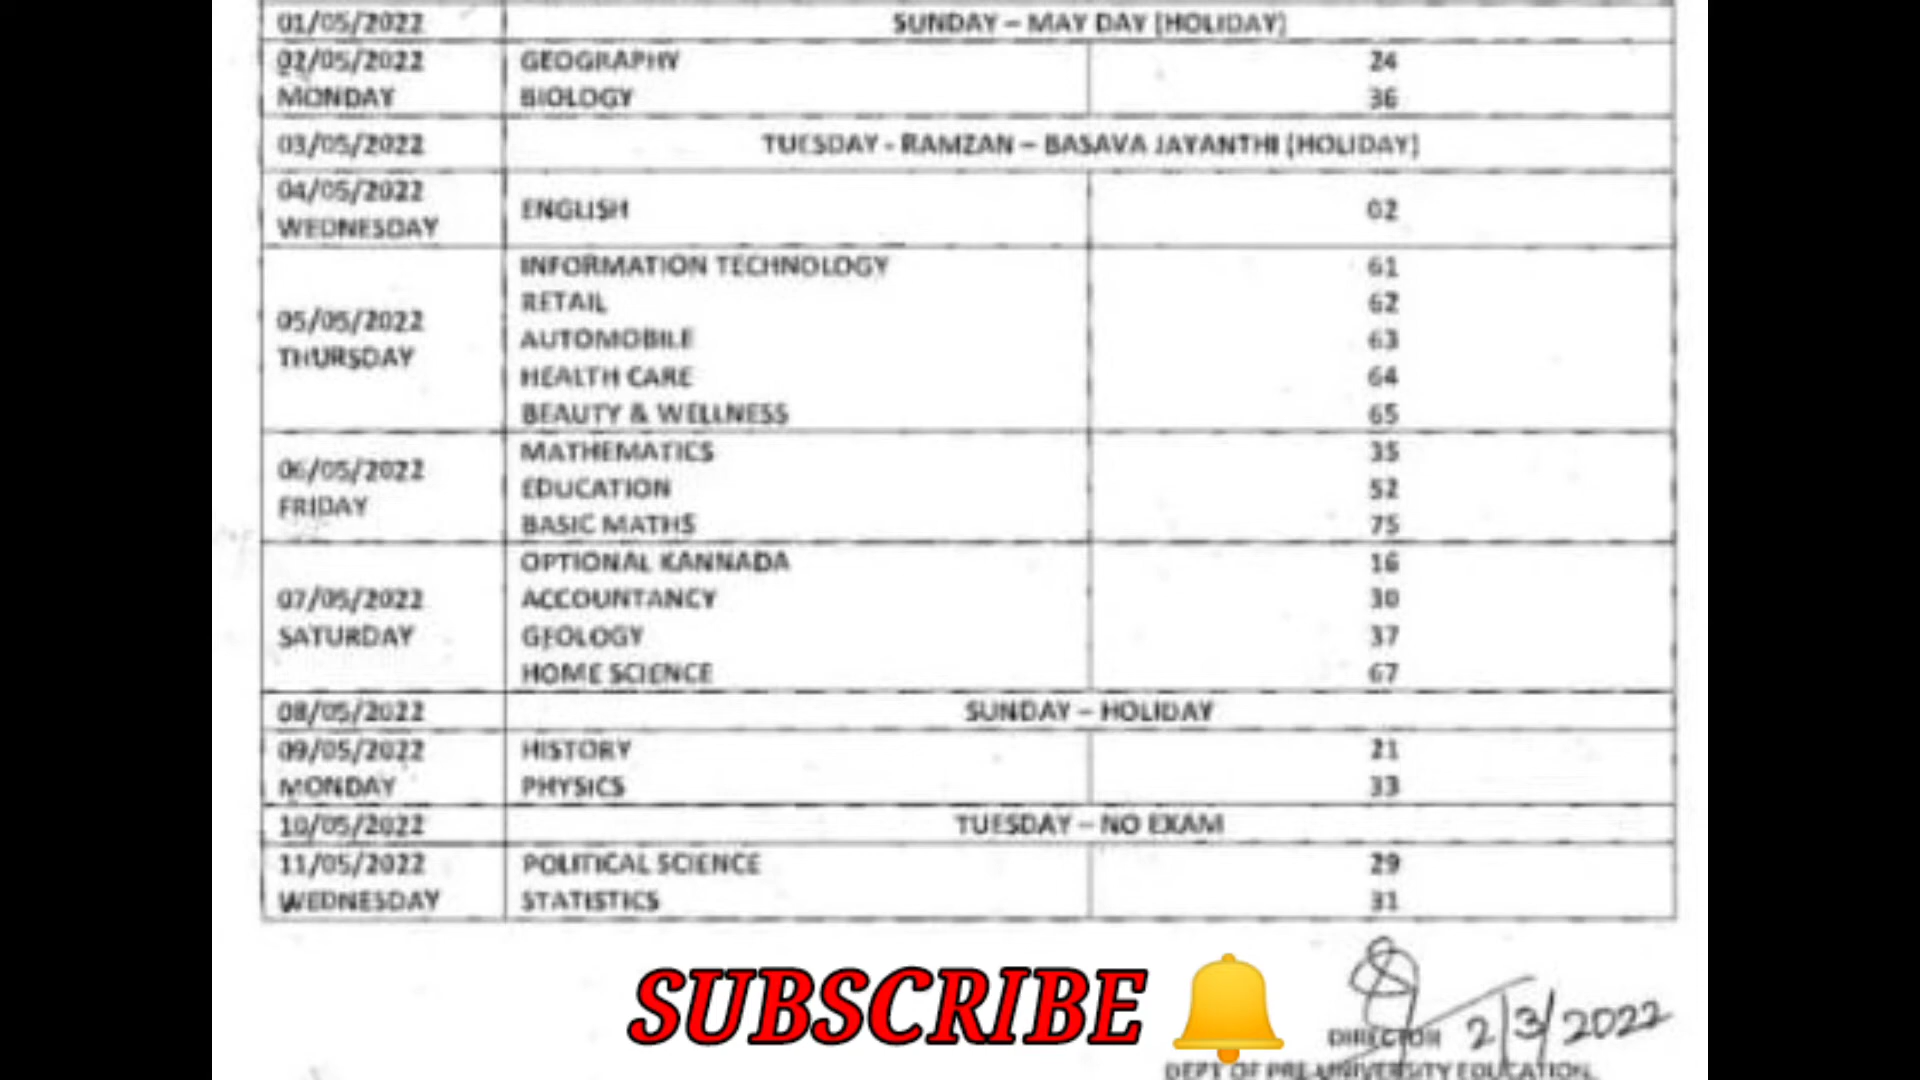 01/05/2022 SUNDAY – MAY DAY (HOLIDAY)
02/05/2022 GEOGRAPHY 24
MONDAY BIOLOGY 36
03/05/2022 TUESDAY - RAMZAN – BASAVA JAYANTHI (HOLIDAY)
04/05/2022
WEDNESDAY ENGLISH 02
INFORMATION TECHNOLOGY 61
RETAIL 62
05/05/2022 AUTOMOBILE 63
THURSDAY HEALTH CARE 64
BEAUTY & WELLNESS 65
MATHEMATICS 35
06/05/2022 EDUCATION 52
FRIDAY BASIC MATHS 75
OPTIONAL KANNADA 16
07/05/2022 ACCOUNTANCY 30
SATURDAY GEOLOGY 37
HOME SCIENCE 67
08/05/2022 SUNDAY – HOLIDAY
09/05/2022 HISTORY 21
MONDAY PHYSICS 33
10/05/2022 TUESDAY – NO EXAM
11/05/2022 POLITICAL SCIENCE 29
WEDNESDAY STATISTICS 31
SUBSCRIBE
DIRECTOR 2/3/2022
DEPT OF PRE-UNIVERSITY EDUCATION